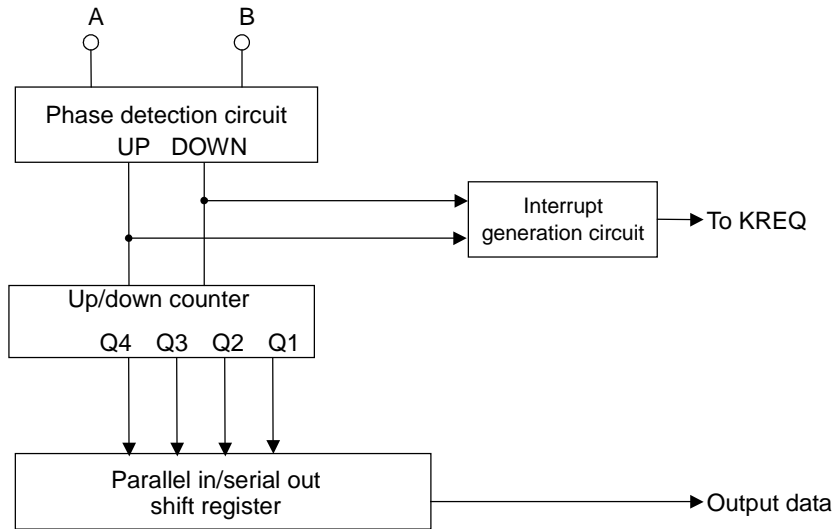 A B
Phase detection circuit
UP DOWN
Interrupt
generation circuit
To KREQ
Up/down counter
Q4 Q3 Q2 Q1
Parallel in/serial out
shift register
Output data